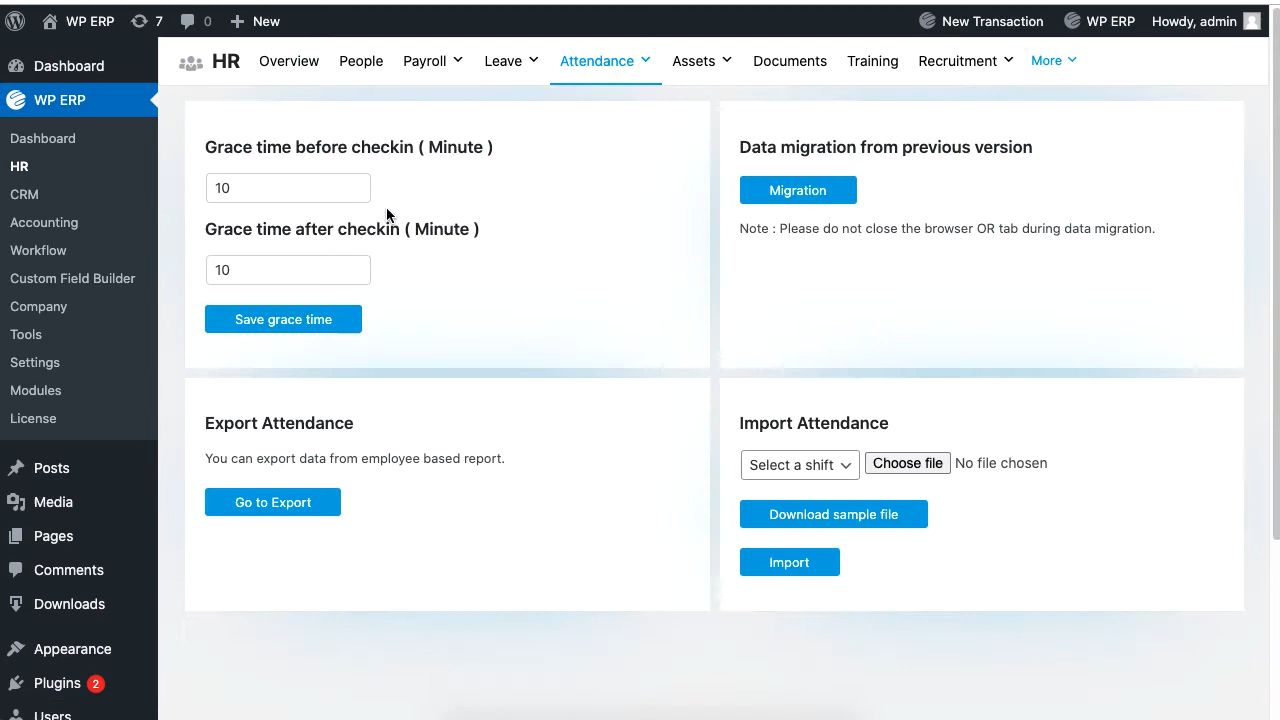 WP ERP 7 0 New New Transaction WP ERP Howdy, admin
Dashboard
WP ERP
Dashboard
HR
CRM
Accounting
Workflow
Custom Field Builder
Company
Tools
Settings
Modules
License
Posts
Media
Pages
Comments
Downloads
Appearance
Plugins 2
Users
HR Overview People Payroll Leave Attendance Assets Documents Training Recruitment More
Grace time before checkin ( Minute )
10
Grace time after checkin ( Minute )
10
Save grace time
Data migration from previous version
Migration
Note : Please do not close the browser OR tab during data migration.
Export Attendance
You can export data from employee based report.
Go to Export
Import Attendance
Select a shift Choose file No file chosen
Download sample file
Import